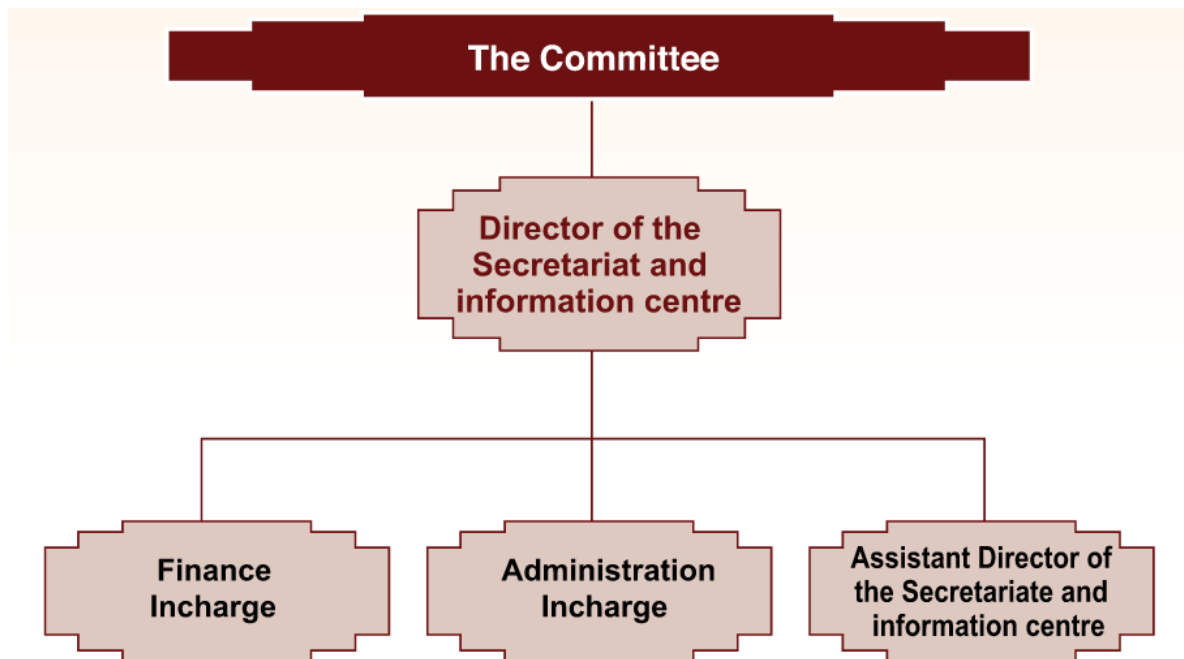 The Committee
Director of the
Secretariat and
information centre
Finance
Incharge
Administration
Incharge
Assistant Director of
the Secretariate and
information centre